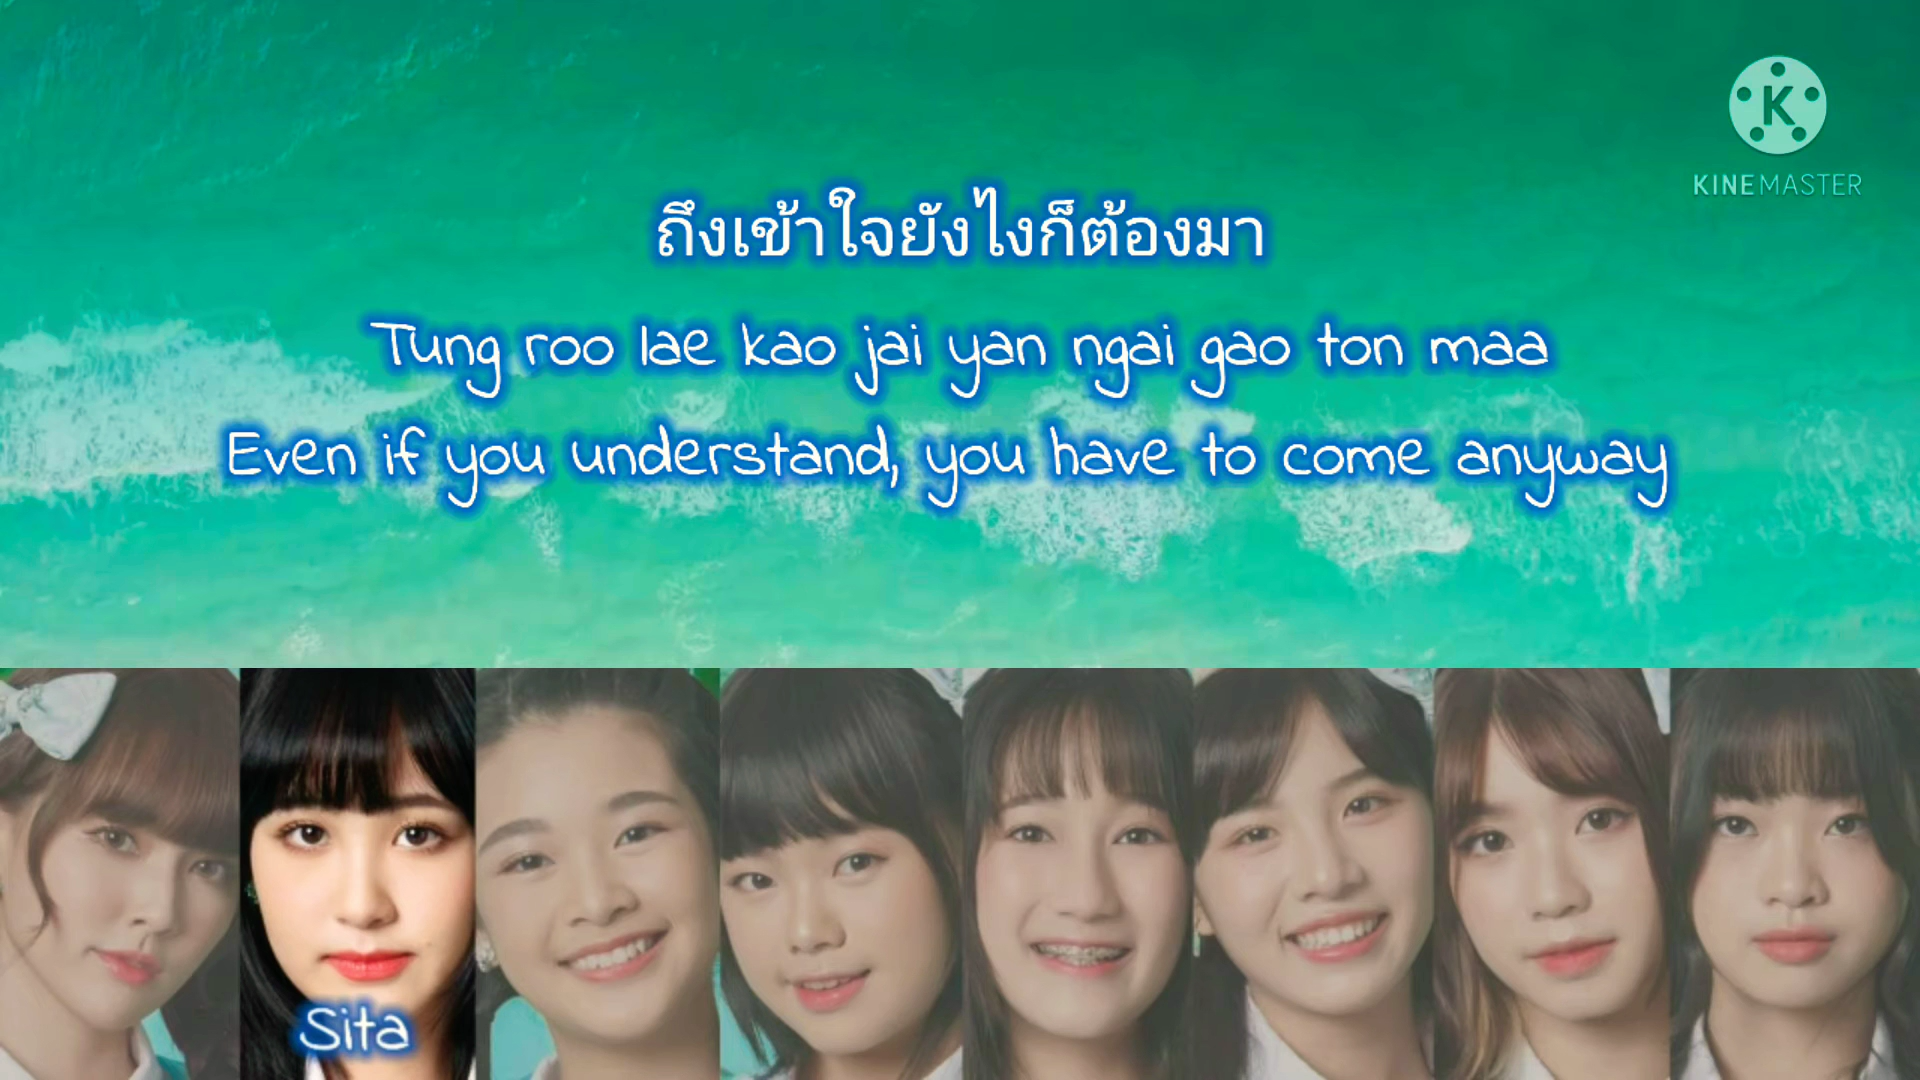 KINEMASTER
ถึงเข้าใจยังไงก็ต้องมา
Tung roo lae kao jai yan ngai gao ton maa
Even if you understand, you have to come anyway
Sita